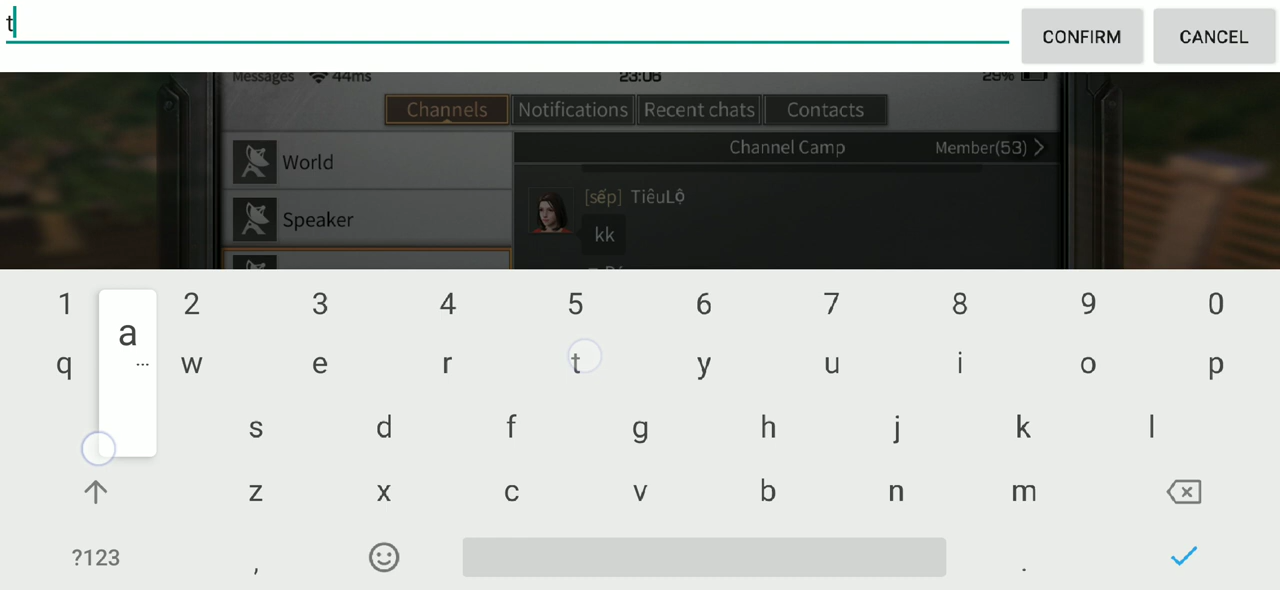 t
CONFIRM CANCEL
Messages 44ms 23:06 29%
Channels Notifications Recent chats Contacts
World
Channel Camp Member(53)
[sếp] TiêuLộ
Speaker
kk
1 2 3 4 5 6 7 8 9 0
a
...
q w e r t y u i o p
s d f g h j k l
z x c v b n m
?123 , .